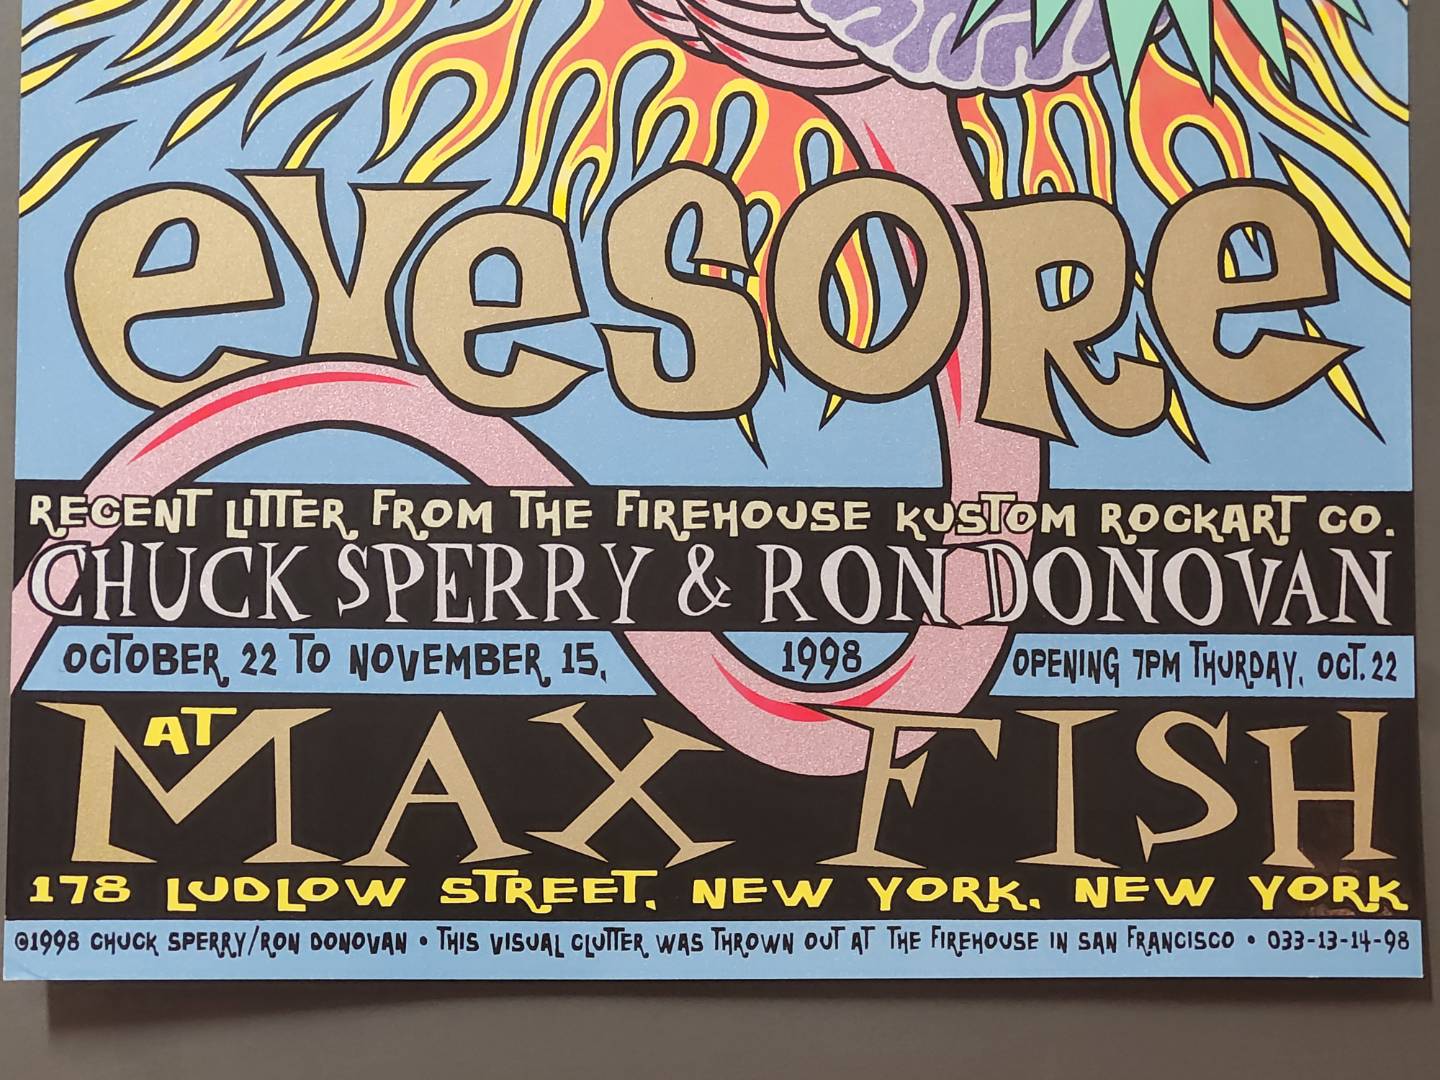 eyesore
RECENT LITTER FROM THE FIREHOUSE KUSTOM ROCKART CO.
CHUCK SPERRY & RON DONOVAN
OCTOBER 22 TO NOVEMBER 15, 1998 OPENING 7PM THURDAY, OCT. 22
AT MAX FISH
178 LUDLOW STREET, NEW YORK, NEW YORK
©1998 CHUCK SPERRY/RON DONOVAN • THIS VISUAL CLUTTER WAS THROWN OUT AT THE FIREHOUSE IN SAN FRANCISCO • 033-13-14-98